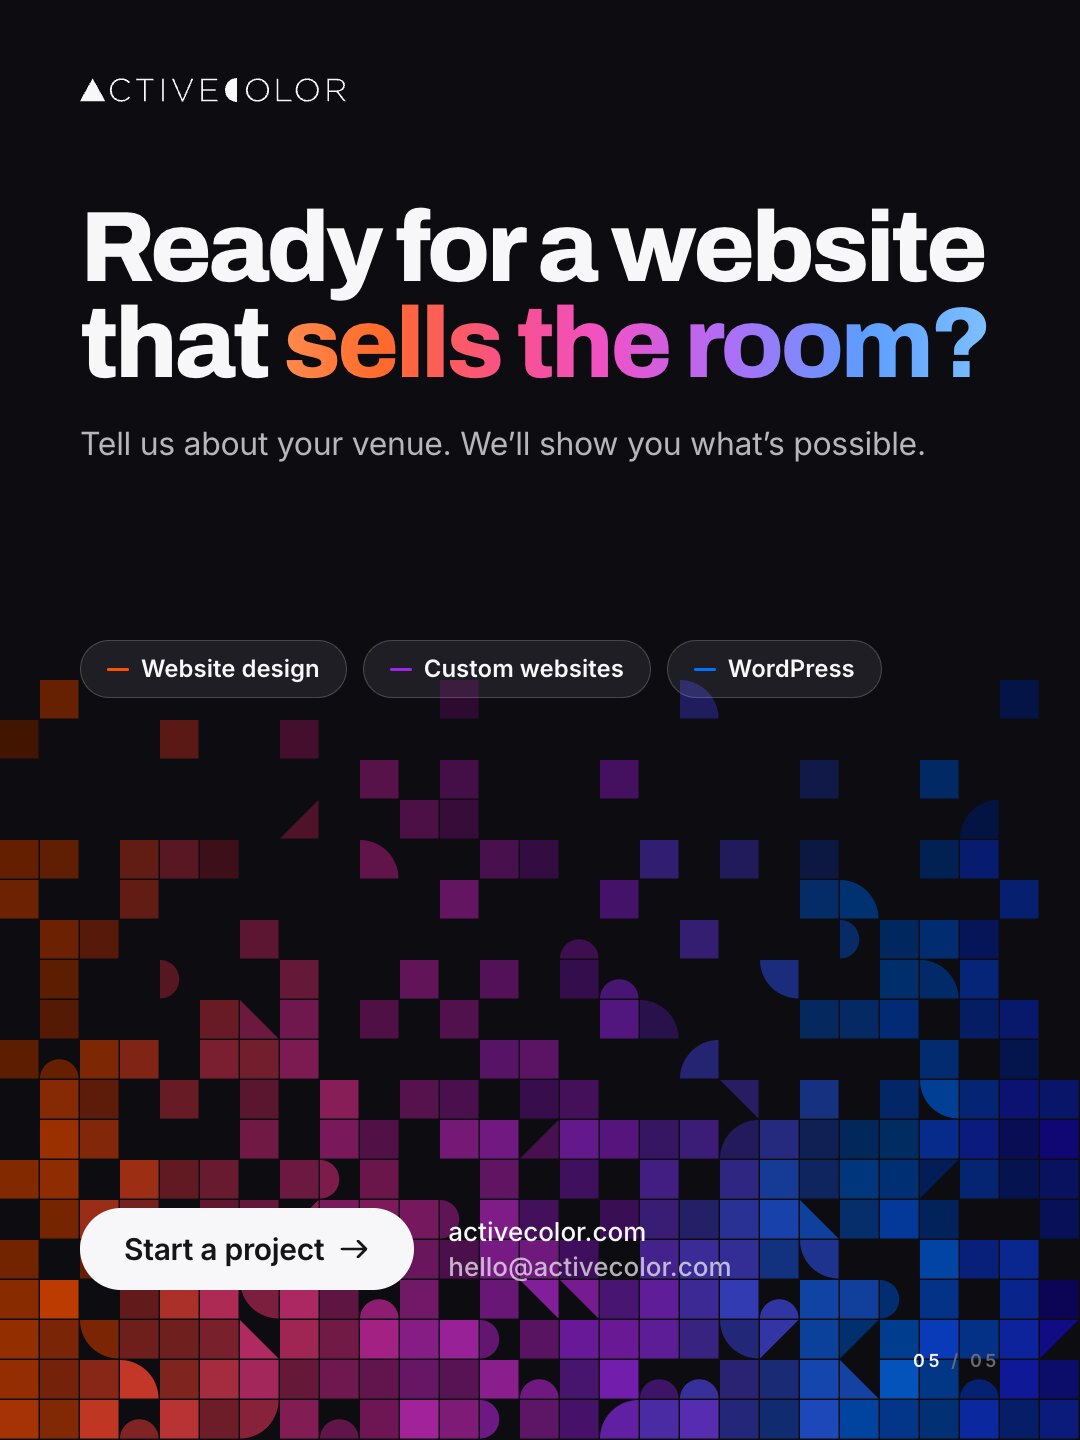 ACTIVECOLOR
Ready for a website
that sells the room?
Tell us about your venue. We’ll show you what’s possible.
Website design
Custom websites
WordPress
Start a project →
activecolor.com
hello@activecolor.com
05 / 05